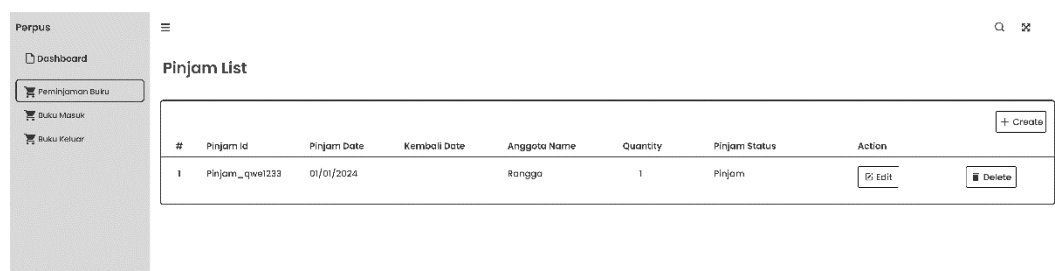 Perpus
Dashboard
Peminjaman Buku
Buku Masuk
Buku Keluar
Pinjam List
+ Create
# Pinjam Id Pinjam Date Kembali Date Anggota Name Quantity Pinjam Status Action
1 Pinjam_qwe1233 01/01/2024 Rangga 1 Pinjam Edit Delete